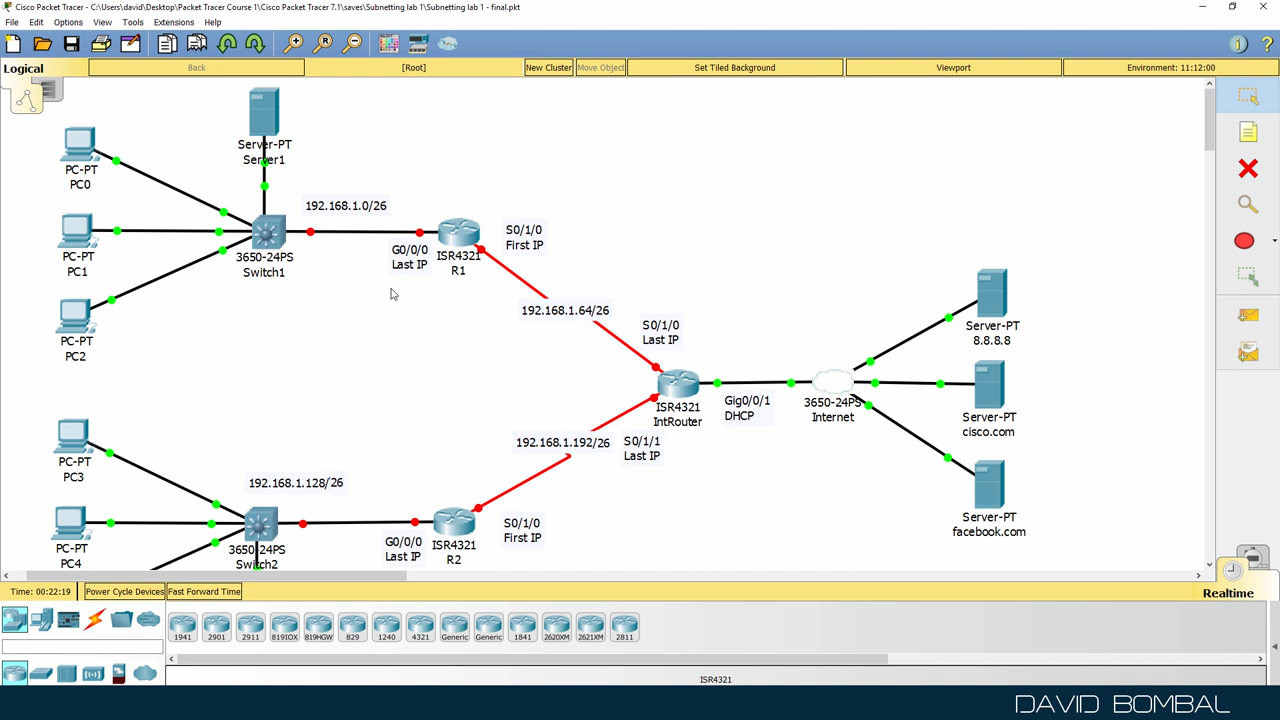 Cisco Packet Tracer - C:\Users\david\Desktop\Packet Tracer Course 1\Packet Tracer 7.1\saves\Subnetting lab 1\Subnetting lab 1 - final.pkt
File Edit Options View Tools Extensions Help
Logical Back [Root] New Cluster Move Object Set Tiled Background Viewport Environment: 11:12:00
Server-PT
Server1
PC-PT
PC0
192.168.1.0/26
PC-PT
PC1
3650-24PS
Switch1
G0/0/0
Last IP
ISR4321
R1
S0/1/0
First IP
PC-PT
PC2
192.168.1.64/26
S0/1/0
Last IP
Server-PT
8.8.8.8
ISR4321
IntRouter
Gig0/0/1
DHCP
3650-24PS
Internet
Server-PT
cisco.com
192.168.1.192/26
S0/1/1
Last IP
PC-PT
PC3
192.168.1.128/26
Server-PT
facebook.com
PC-PT
PC4
3650-24PS
Switch2
G0/0/0
Last IP
ISR4321
R2
S0/1/0
First IP
Time: 00:22:19 Power Cycle Devices Fast Forward Time
Realtime
1941 2901 2911 819IOX 819HGW 829 1240 4321 Generic Generic 1841 2620XM 2621XM 2811
ISR4321
DAVID BOMBAL